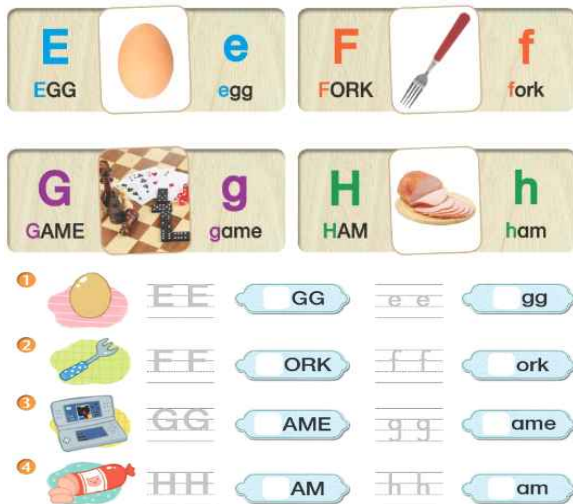 E e F f
EGG egg FORK fork
G g H h
GAME game HAM ham
1 E E GG e e gg
2 F F ORK f f ork
3 G G AME g g ame
4 H H AM h h am